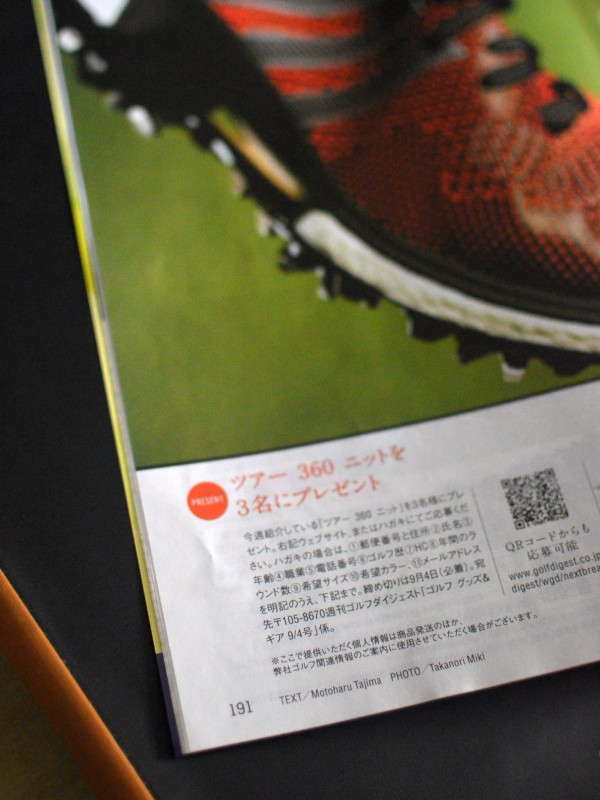 PRESENT
ツアー 360 ニットを
3名にプレゼント
今週紹介している「ツアー 360 ニット」を3名様にプレ
ゼント。右記ウェブサイト、またはハガキにてご応募くだ
さい。ハガキの場合は、①郵便番号と住所②氏名③
年齢④職業⑤電話番号⑥ゴルフ歴⑦HC⑧年間のラ
ウンド数⑨希望サイズ⑩希望カラー、⑪メールアドレス
を明記のうえ、下記まで。締め切りは9月4日(必着)。宛
先〒105-8670週刊ゴルフダイジェスト「ゴルフ グッズ&
ギア 9/4号」係。
※ここで提供いただく個人情報は商品発送のほか、
弊社ゴルフ関連情報のご案内に使用させていただく場合がございます。
QRコードからも
応募可能
www.golfdigest.co.jp
digest/wgd/nextbrea
191
TEXT/Motoharu Tajima PHOTO/Takanori Miki